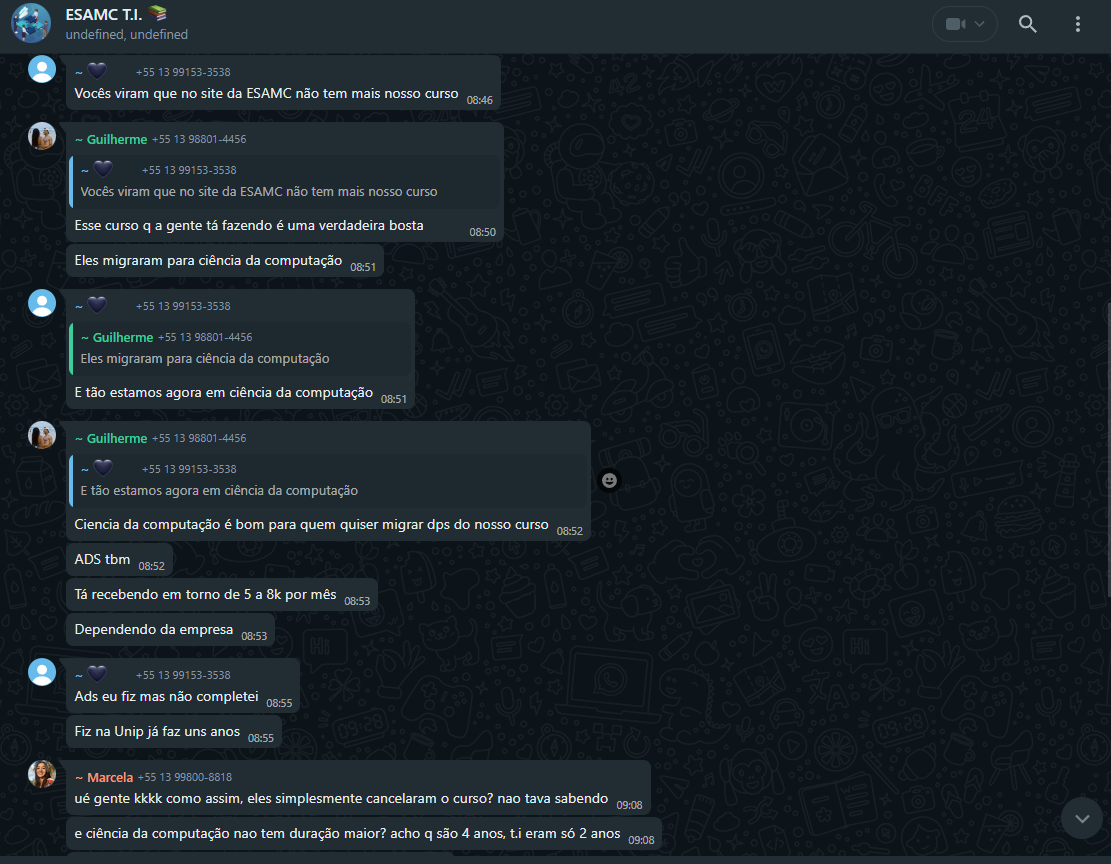 ESAMC T.I. 📚
undefined, undefined
~ 🖤 +55 13 99153-3538
Vocês viram que no site da ESAMC não tem mais nosso curso 08:46
~ Guilherme +55 13 98801-4456
~ 🖤 +55 13 99153-3538
Vocês viram que no site da ESAMC não tem mais nosso curso
Esse curso q a gente tá fazendo é uma verdadeira bosta 08:50
Eles migraram para ciência da computação 08:51
~ 🖤 +55 13 99153-3538
~ Guilherme +55 13 98801-4456
Eles migraram para ciência da computação
E tão estamos agora em ciência da computação 08:51
~ Guilherme +55 13 98801-4456
~ 🖤 +55 13 99153-3538
E tão estamos agora em ciência da computação
Ciencia da computação é bom para quem quiser migrar dps do nosso curso 08:52
ADS tbm 08:52
Tá recebendo em torno de 5 a 8k por mês 08:53
Dependendo da empresa 08:53
~ 🖤 +55 13 99153-3538
Ads eu fiz mas não completei 08:55
Fiz na Unip já faz uns anos 08:55
~ Marcela +55 13 99800-8818
ué gente kkkk como assim, eles simplesmente cancelaram o curso? nao tava sabendo 09:08
e ciência da computação nao tem duração maior? acho q são 4 anos, t.i eram só 2 anos 09:08